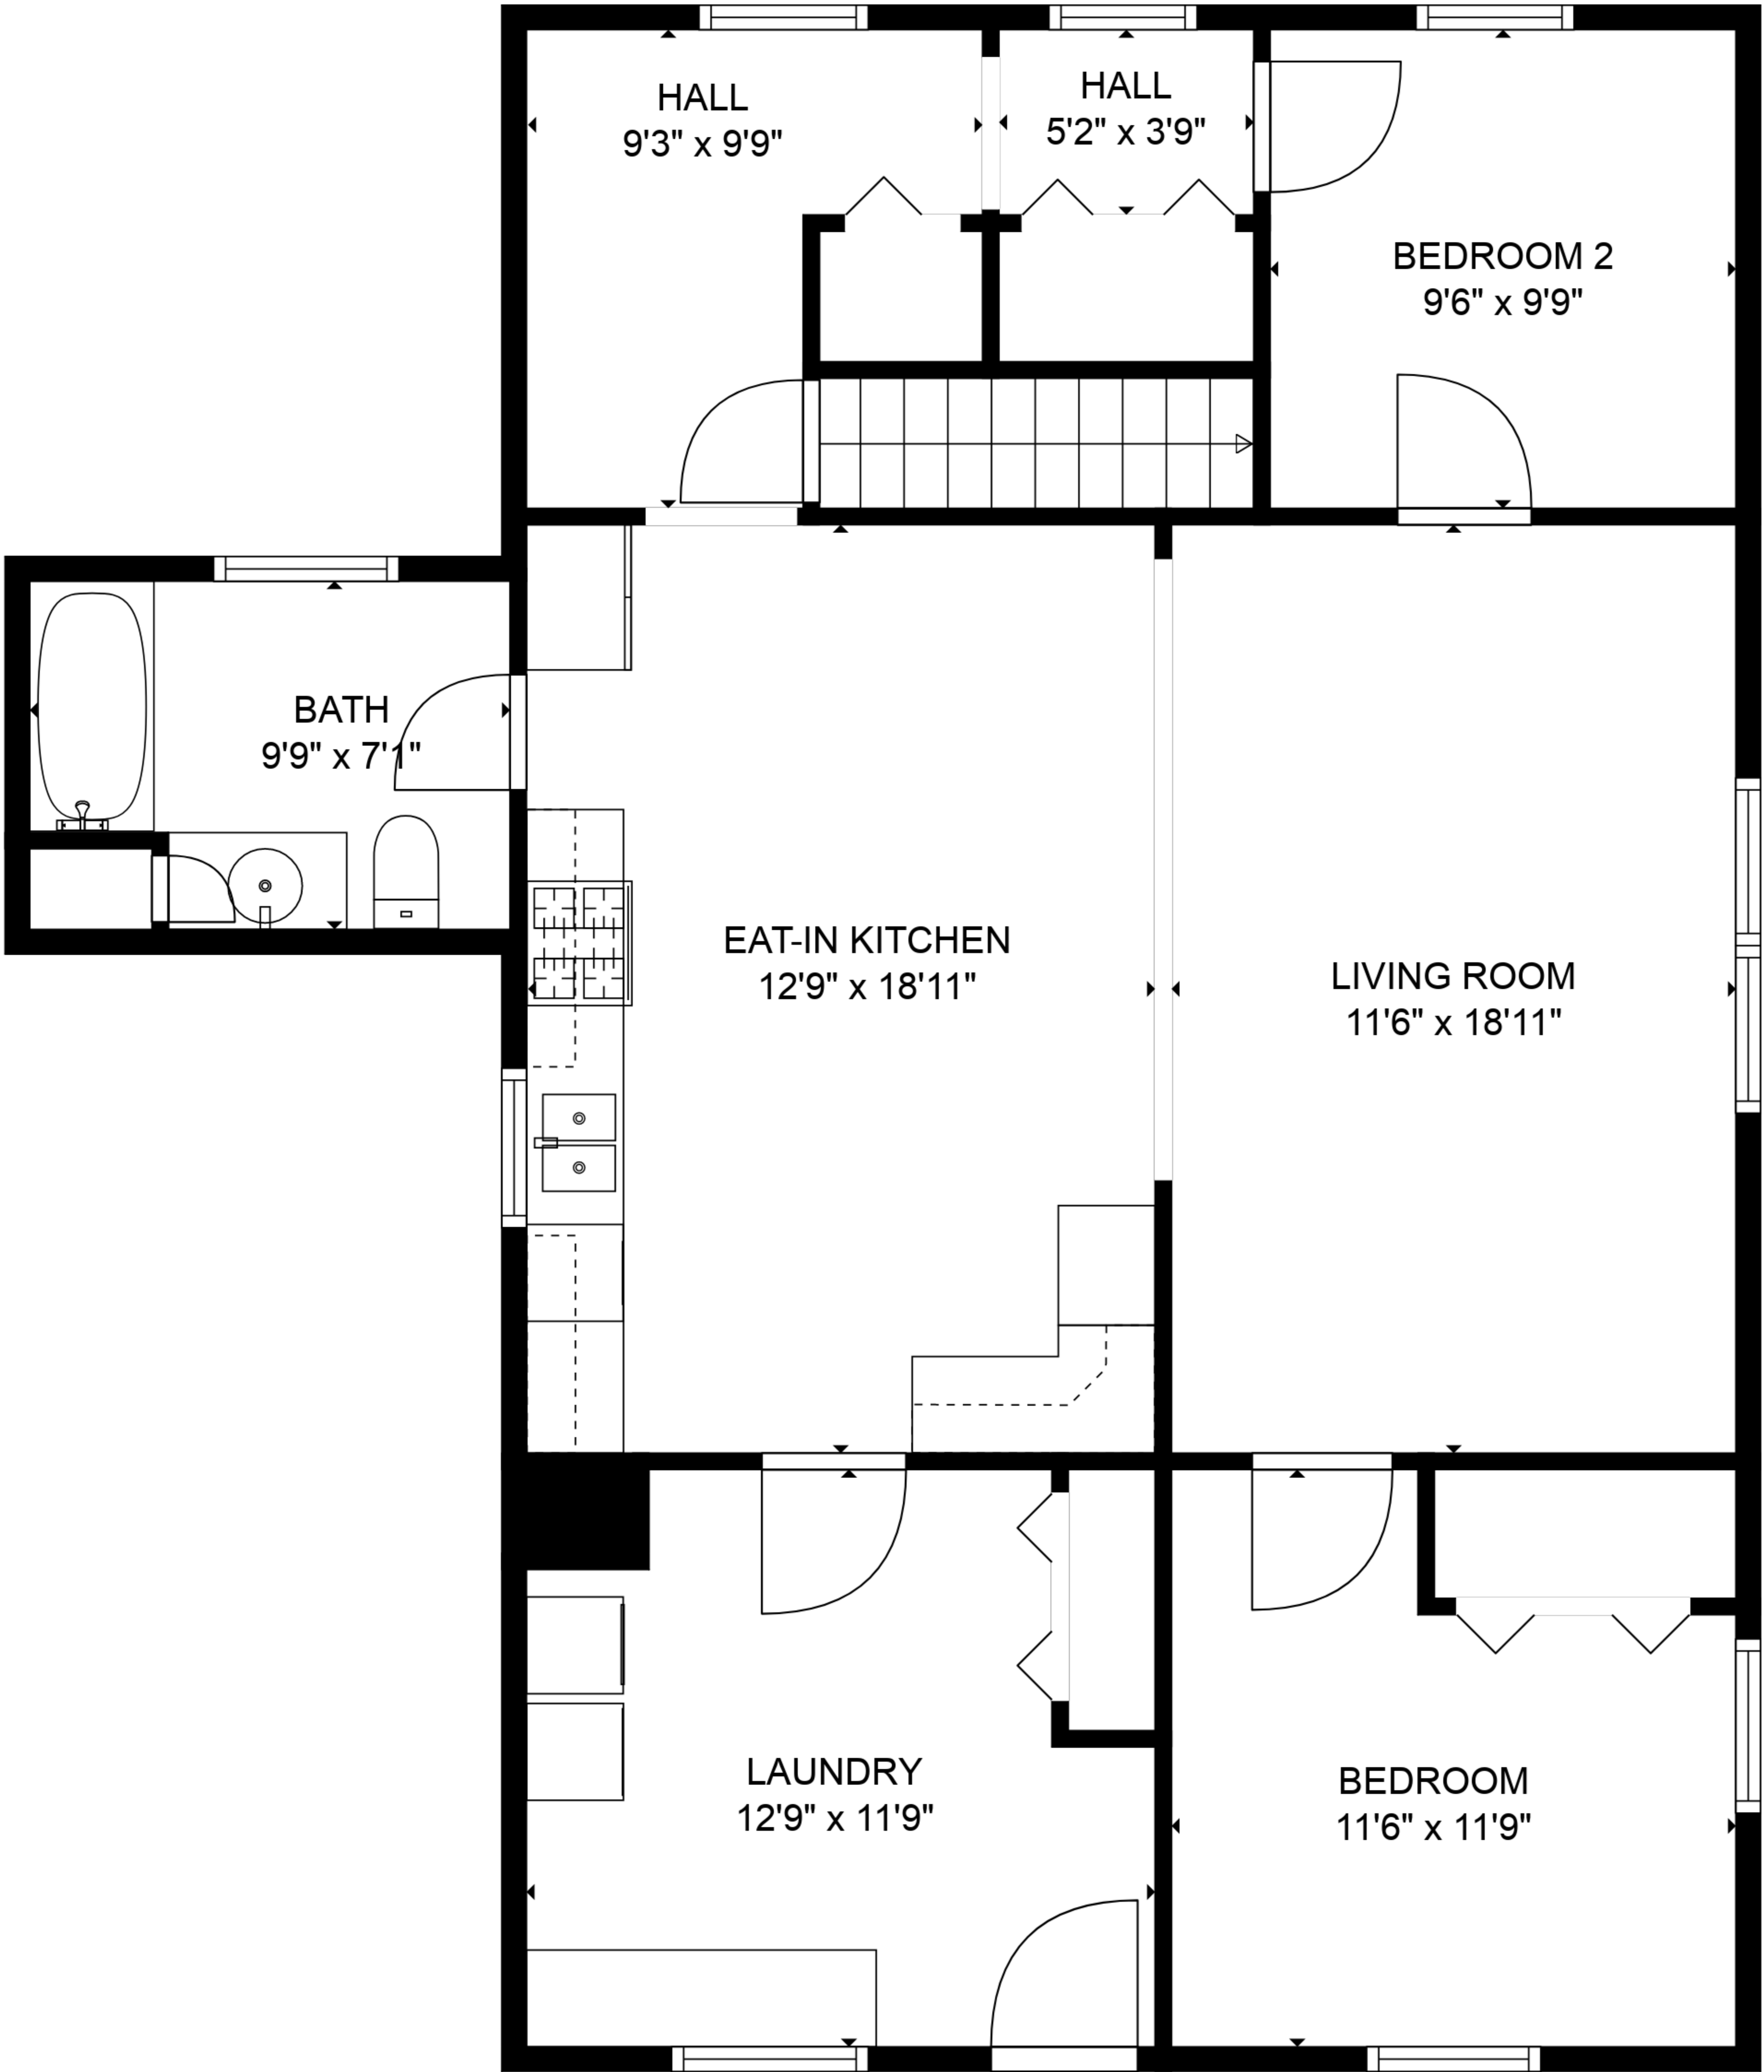 HALL
9'3" x 9'9"
HALL
5'2" x 3'9"
BEDROOM 2
9'6" x 9'9"
BATH
9'9" x 7'1"
EAT-IN KITCHEN
12'9" x 18'11"
LIVING ROOM
11'6" x 18'11"
LAUNDRY
12'9" x 11'9"
BEDROOM
11'6" x 11'9"